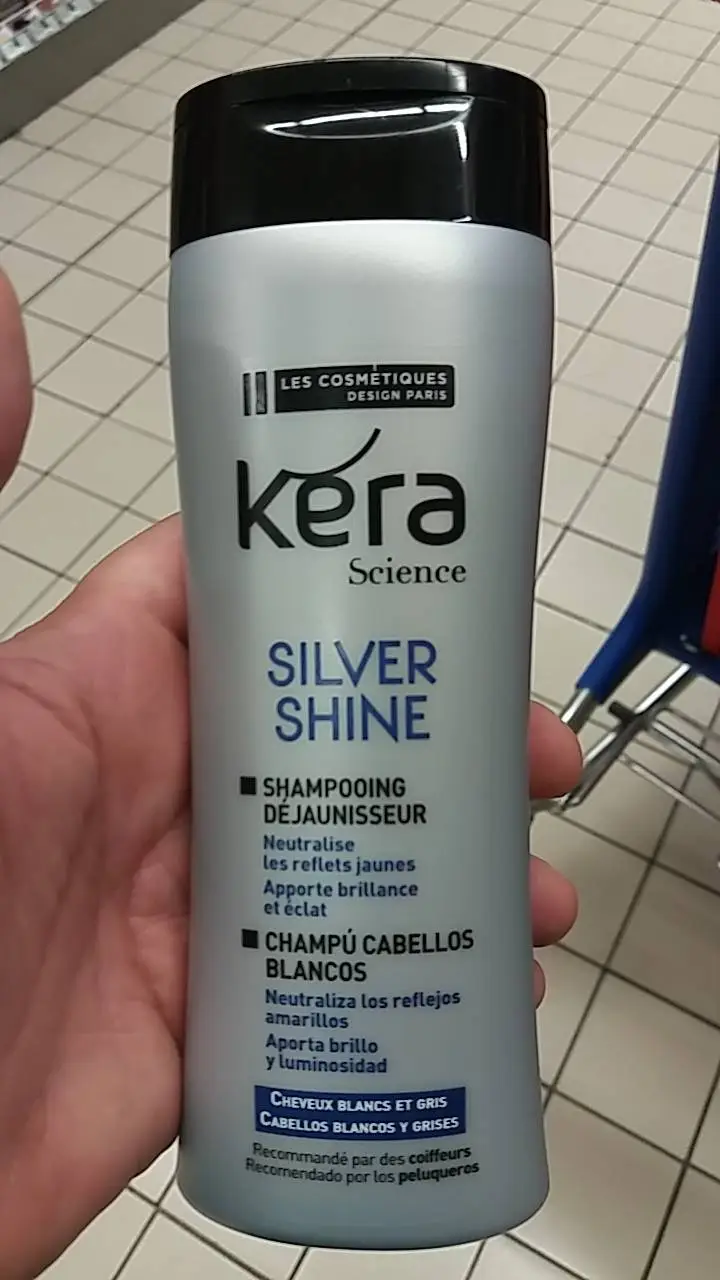 LES COSMÉTIQUES
DESIGN PARIS
kéra
Science
SILVER
SHINE
SHAMPOOING
DÉJAUNISSEUR
Neutralise
les reflets jaunes
Apporte brillance
et éclat
CHAMPÚ CABELLOS
BLANCOS
Neutraliza los reflejos
amarillos
Aporta brillo
y luminosidad
CHEVEUX BLANCS ET GRIS
CABELLOS BLANCOS Y GRISES
Recommandé par des coiffeurs
Recomendado por los peluqueros